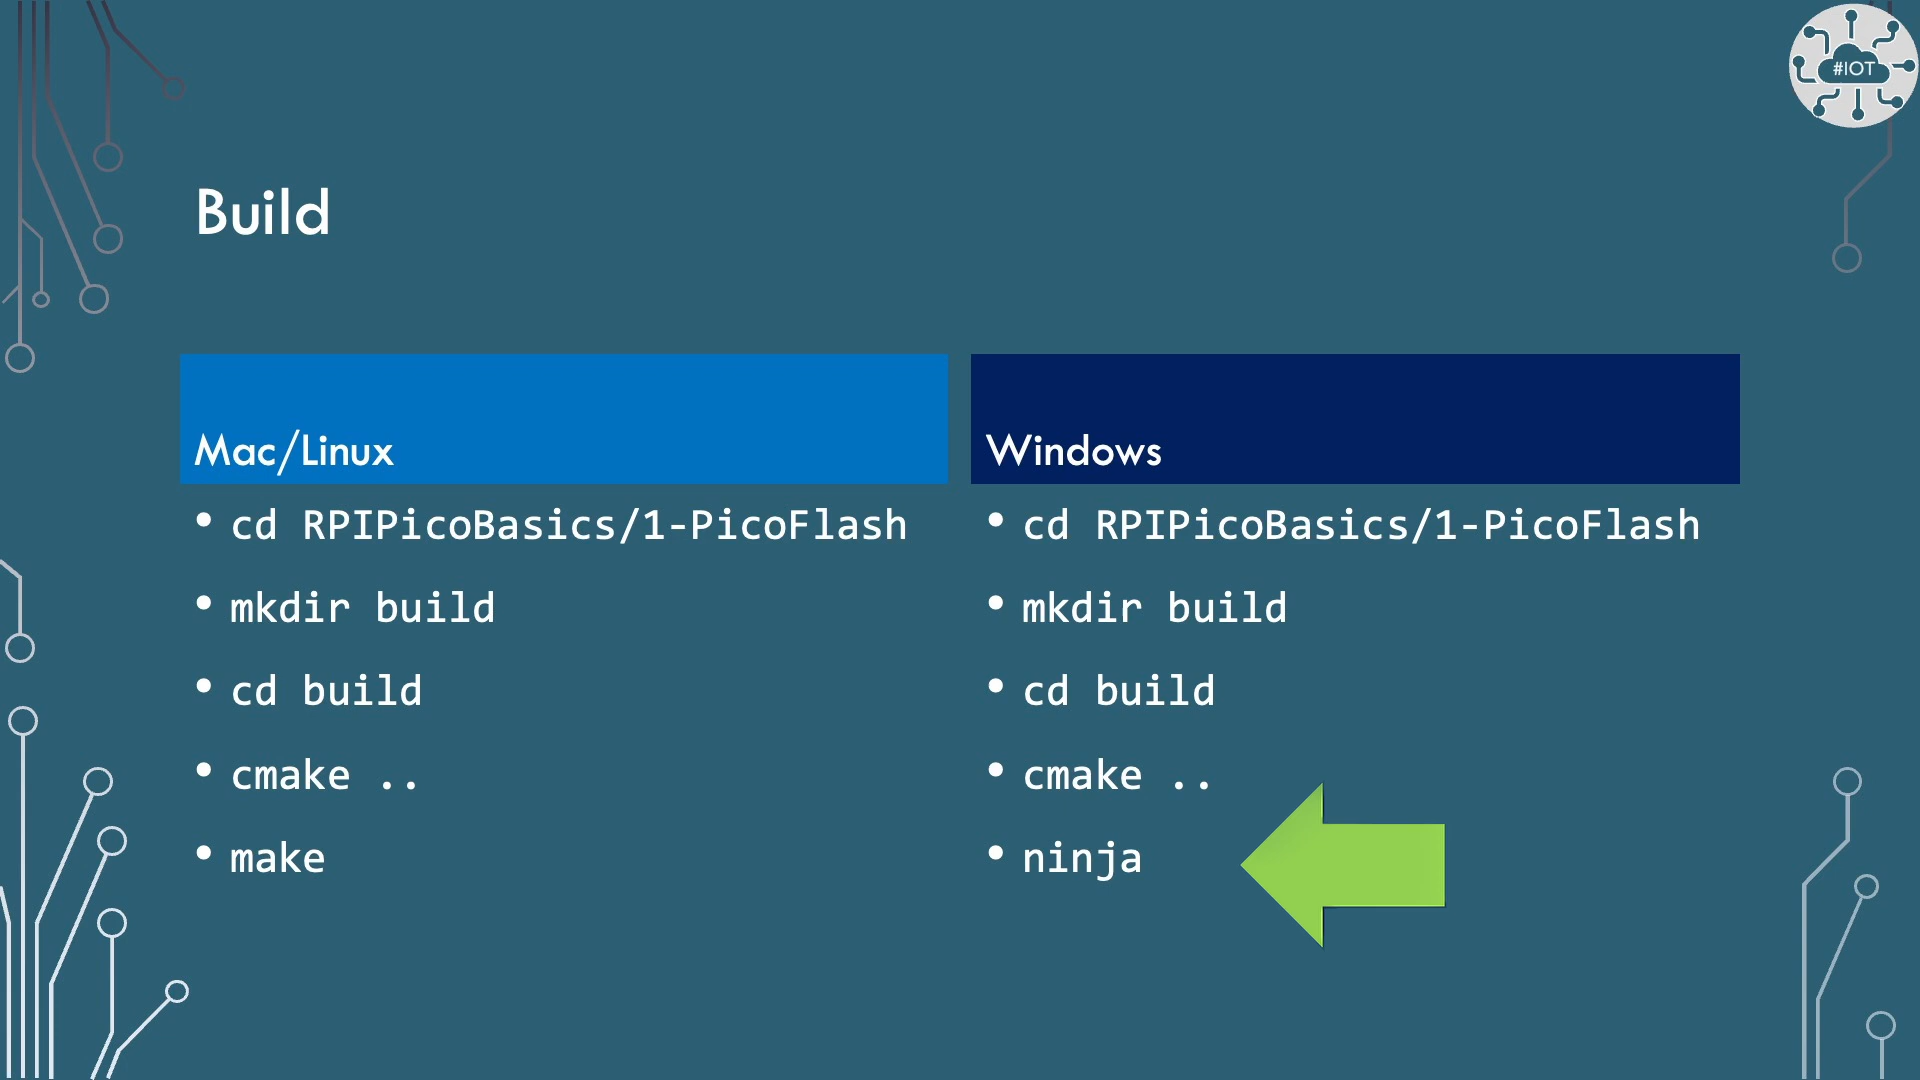 #IOT
Build
Mac/Linux
• cd RPIPicoBasics/1-PicoFlash
• mkdir build
• cd build
• cmake ..
• make
Windows
• cd RPIPicoBasics/1-PicoFlash
• mkdir build
• cd build
• cmake ..
• ninja